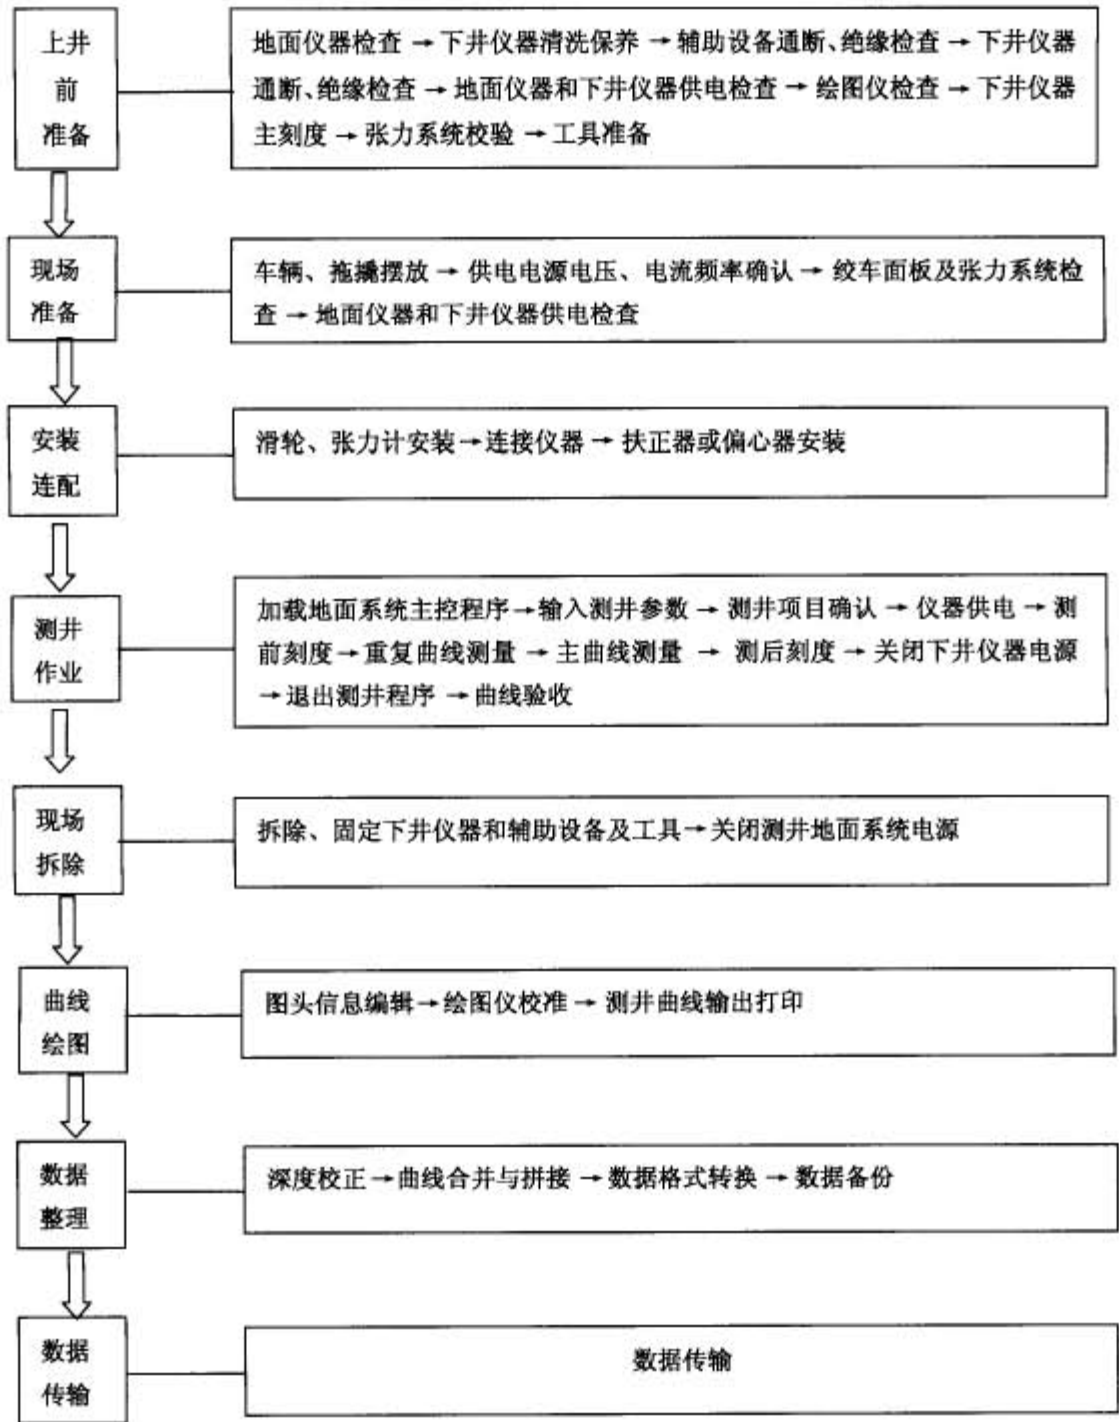 上井
前
准备
地面仪器检查→下井仪器清洗保养→辅助设备通断、绝缘检查→下井仪器
通断、绝缘检查→地面仪器和下井仪器供电检查→绘图仪检查→下井仪器
主刻度→张力系统校验→工具准备
现场
准备
车辆、拖撬摆放→供电电源电压、电流频率确认→绞车面板及张力系统检
查→地面仪器和下井仪器供电检查
安装
连配
滑轮、张力计安装→连接仪器→扶正器或偏心器安装
测井
作业
加载地面系统主控程序→输入测井参数→测井项目确认→仪器供电→测
前刻度→重复曲线测量→主曲线测量→测后刻度→关闭下井仪器电源
→退出测井程序→曲线验收
现场
拆除
拆除、固定下井仪器和辅助设备及工具→关闭测井地面系统电源
曲线
绘图
图头信息编辑→绘图仪校准→测井曲线输出打印
数据
整理
深度校正→曲线合并与拼接→数据格式转换→数据备份
数据
传输
数据传输